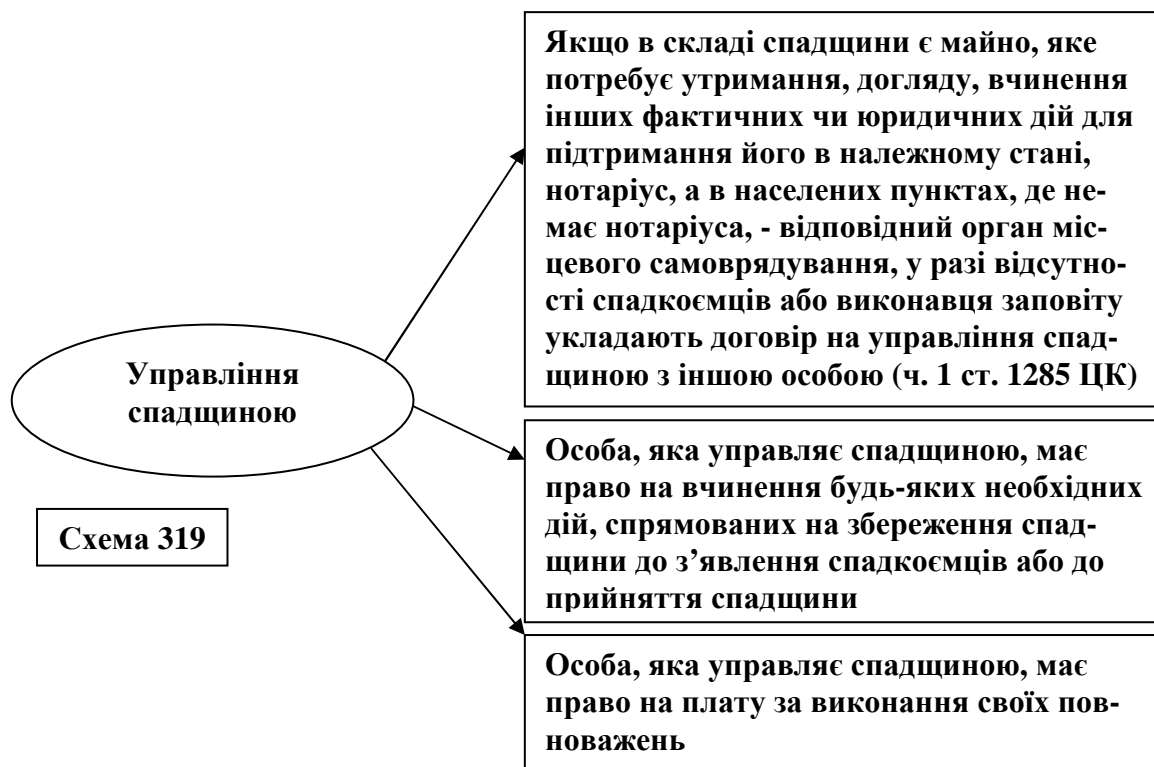 Якщо в складі спадщини є майно, яке
потребує утримання, догляду, вчинення
інших фактичних чи юридичних дій для
підтримання його в належному стані,
нотаріус, а в населених пунктах, де не-
має нотаріуса, - відповідний орган міс-
цевого самоврядування, у разі відсутно-
сті спадкоємців або виконавця заповіту
укладають договір на управління спад-
щиною з іншою особою (ч. 1 ст. 1285 ЦК)
Управління
спадщиною
Особа, яка управляє спадщиною, має
право на вчинення будь-яких необхідних
дій, спрямованих на збереження спад-
щини до з’явлення спадкоємців або до
прийняття спадщини
Схема 319
Особа, яка управляє спадщиною, має
право на плату за виконання своїх пов-
новажень